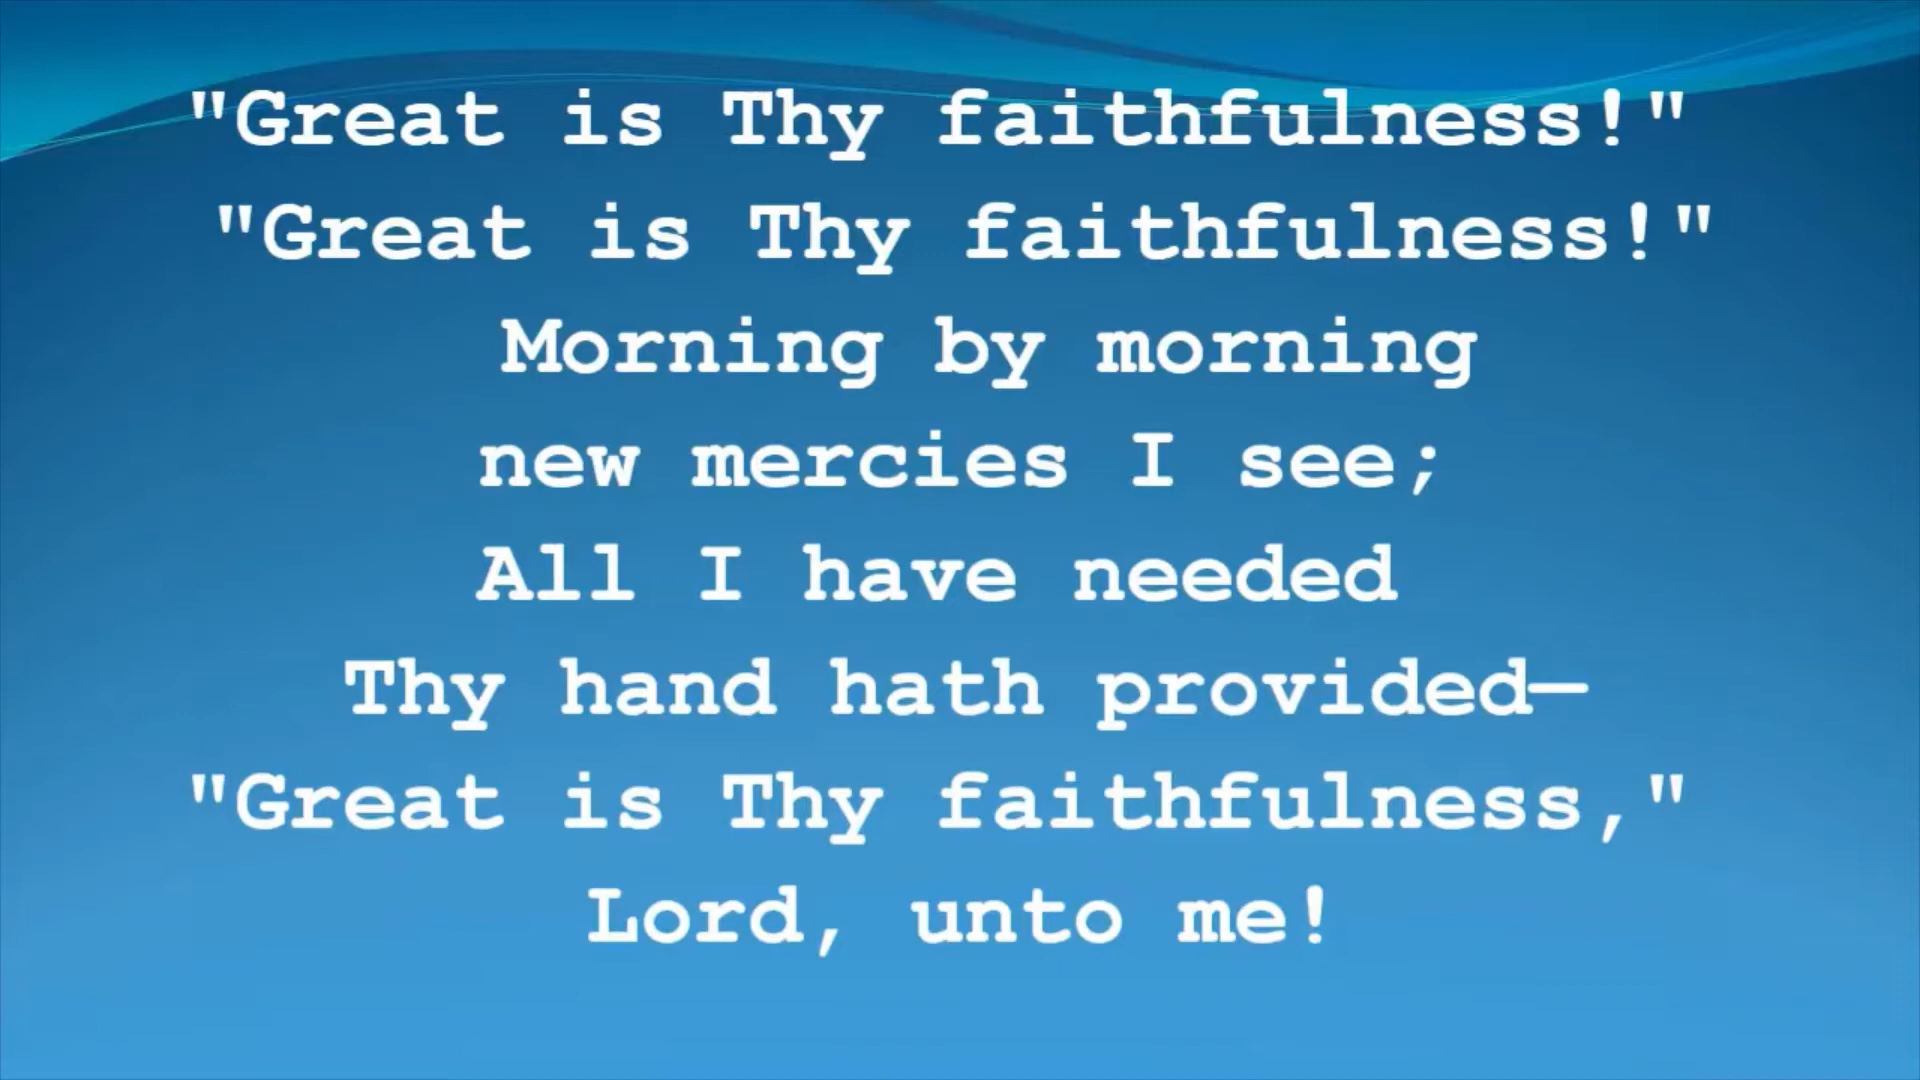 "Great is Thy faithfulness!"
"Great is Thy faithfulness!"
Morning by morning
new mercies I see;
All I have needed
Thy hand hath provided—
"Great is Thy faithfulness,"
Lord, unto me!